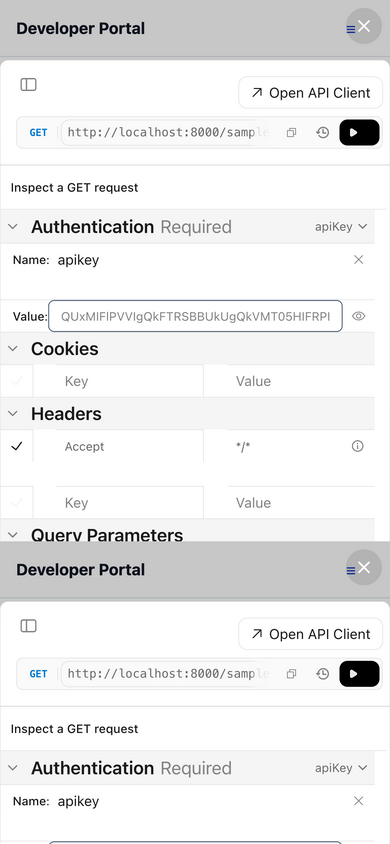 Developer Portal
Open API Client
GET http://localhost:8000/sample
Inspect a GET request
Authentication Required apiKey
Name: apikey
Value: QUxMIFlPVVIgQkFTRSBBUkUgQkVMT05HIFRPI
Cookies
Key Value
Headers
Accept */*
Key Value
Query Parameters
Developer Portal
Open API Client
GET http://localhost:8000/sample
Inspect a GET request
Authentication Required apiKey
Name: apikey